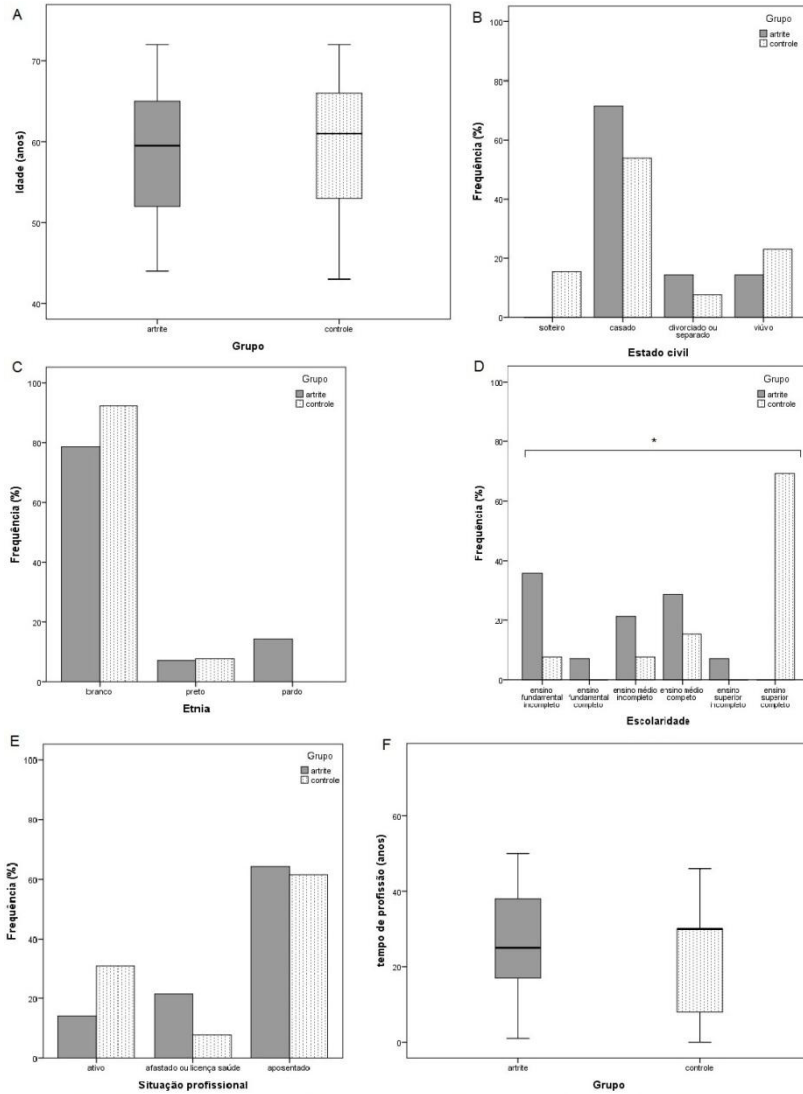 A
Idade (anos)
70
60
50
40
artrite
controle
Grupo
B
Grupo
artrite
controle
Frequência (%)
100
80
60
40
20
0
solteiro
casado
divorciado ou
separado
viúvo
Estado civil
C
Grupo
artrite
controle
Frequência (%)
100
80
60
40
20
0
branco
preto
pardo
Etnia
D
Grupo
artrite
controle
*
Frequência (%)
100
80
60
40
20
0
ensino
fundamental
incompleto
ensino
fundamental
completo
ensino médio
incompleto
ensino médio
competo
ensino
superior
incompleto
ensino
superior
completo
Escolaridade
E
Grupo
artrite
controle
Frequência (%)
100
80
60
40
20
0
ativo
afastado ou licença saúde
aposentado
Situação profissional
F
tempo de profissão (anos)
60
40
20
0
artrite
controle
Grupo